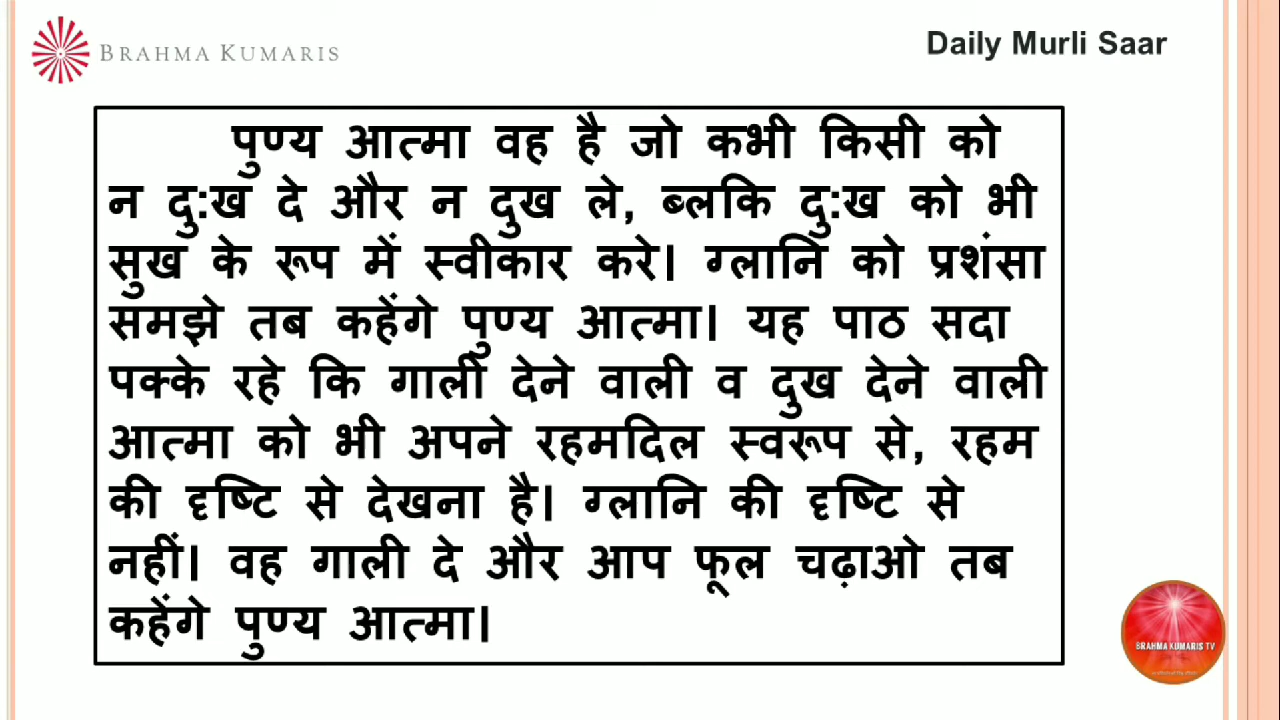 BRAHMA KUMARIS
Daily Murli Saar
पुण्य आत्मा वह है जो कभी किसी को
न दु:ख दे और न दुख ले, ब्लकि दु:ख को भी
सुख के रूप में स्वीकार करे। ग्लानि को प्रशंसा
समझे तब कहेंगे पुण्य आत्मा। यह पाठ सदा
पक्के रहे कि गाली देने वाली व दुख देने वाली
आत्मा को भी अपने रहमदिल स्वरूप से, रहम
की दृष्टि से देखना है। ग्लानि की दृष्टि से
नहीं। वह गाली दे और आप फूल चढ़ाओ तब
कहेंगे पुण्य आत्मा।
BRAHMA KUMARIS TV